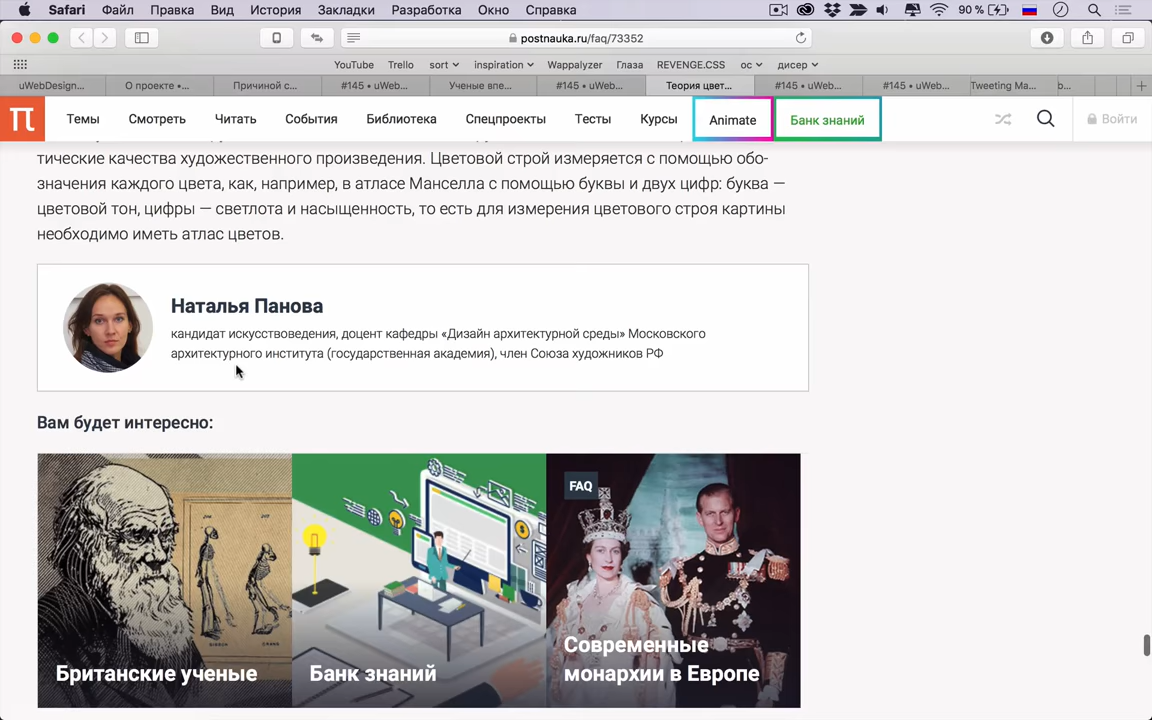 Safari Файл Правка Вид История Закладки Разработка Окно Справка 90 %
postnauka.ru/faq/73352
YouTube Trello sort inspiration Wappalyzer Глаза REVENGE.CSS ос дисер
uWebDesign... О проекте •... Причиной с... #145 • uWeb... Ученые впе... #145 • uWeb... Теория цвет... #145 • uWeb... #145 • uWeb... Tweeting Ma... b...
π Темы Смотреть Читать События Библиотека Спецпроекты Тесты Курсы Animate Банк знаний Войти
тические качества художественного произведения. Цветовой строй измеряется с помощью обо-
значения каждого цвета, как, например, в атласе Манселла с помощью буквы и двух цифр: буква —
цветовой тон, цифры — светлота и насыщенность, то есть для измерения цветового строя картины
необходимо иметь атлас цветов.
Наталья Панова
кандидат искусствоведения, доцент кафедры «Дизайн архитектурной среды» Московского
архитектурного института (государственная академия), член Союза художников РФ
Вам будет интересно:
FAQ
Британские ученые
Банк знаний
Современные
монархии в Европе